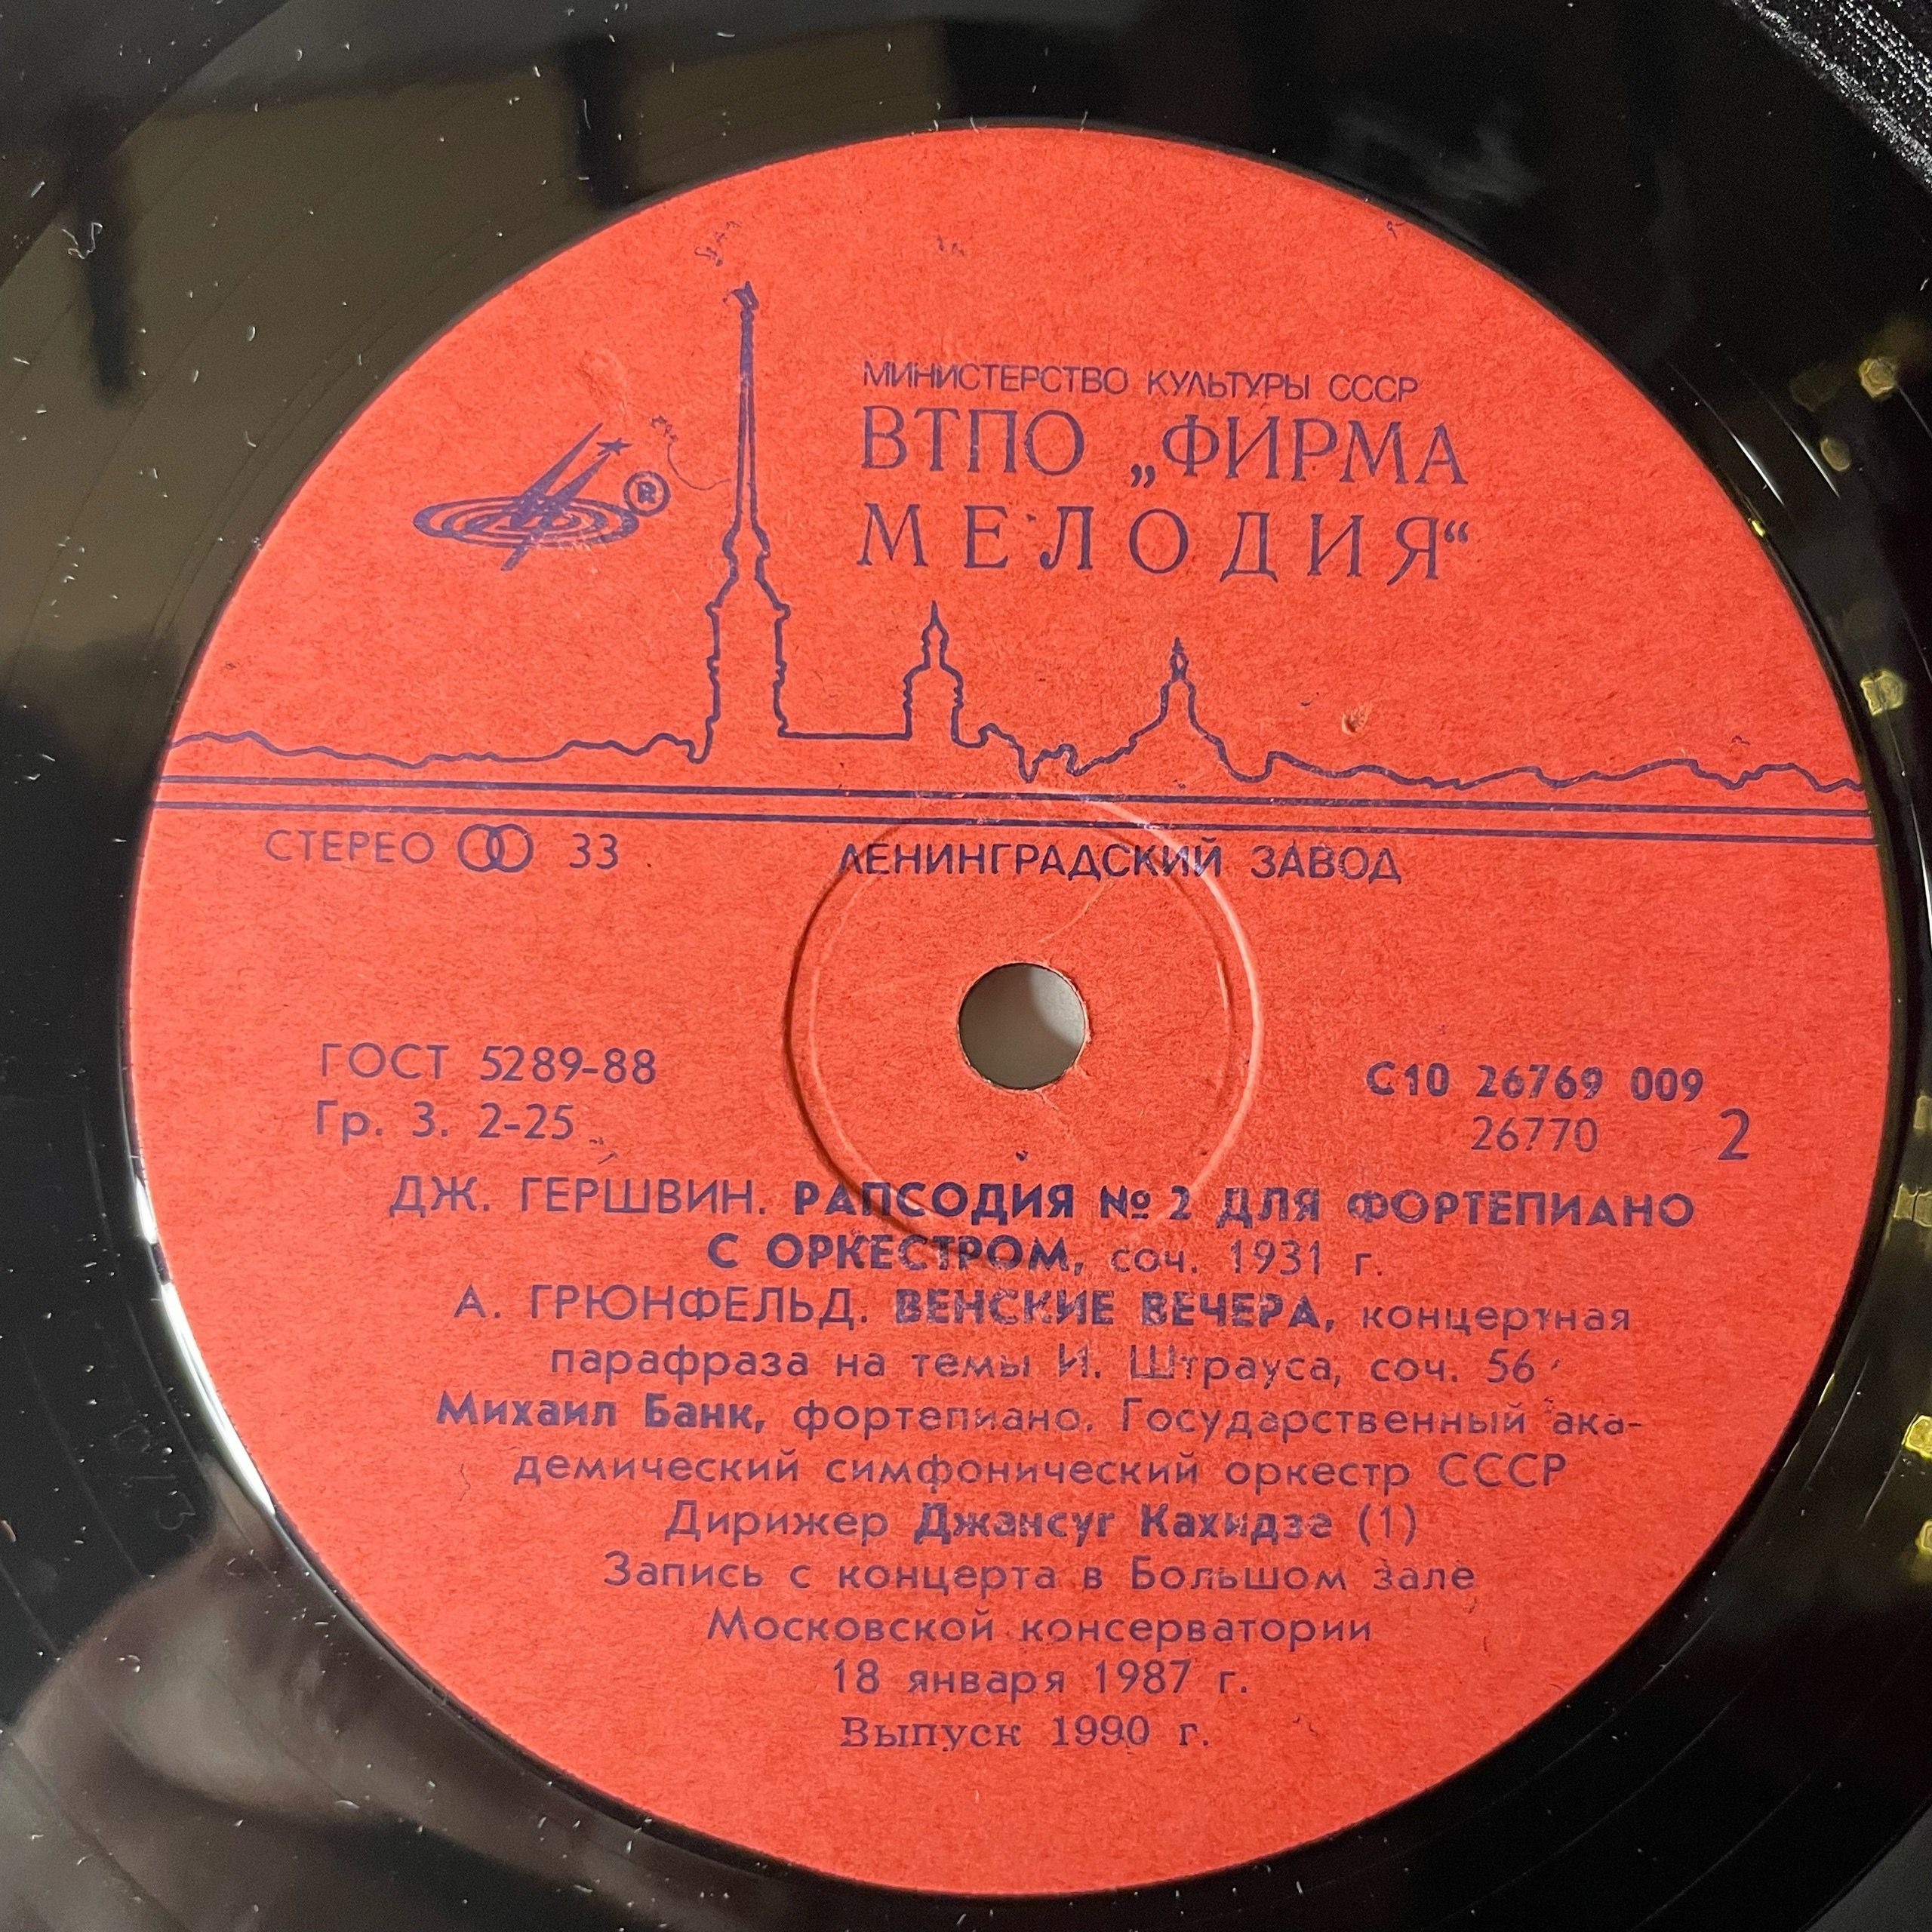 МИНИСТЕРСТВО КУЛЬТУРЫ СССР
ВТПО „ФИРМА
МЕЛОДИЯ“
®
СТЕРЕО 33
ЛЕНИНГРАДСКИЙ ЗАВОД
ГОСТ 5289-88
Гр. 3. 2-25
С10 26769 009
26770 2
ДЖ. ГЕРШВИН. РАПСОДИЯ № 2 ДЛЯ ФОРТЕПИАНО
С ОРКЕСТРОМ, соч. 1931 г.
А. ГРЮНФЕЛЬД. ВЕНСКИЕ ВЕЧЕРА, концертная
парафраза на темы И. Штрауса, соч. 56
Михаил Банк, фортепиано. Государственный ака-
демический симфонический оркестр СССР
Дирижер Джансуг Кахидзе (1)
Запись с концерта в Большом зале
Московской консерватории
18 января 1987 г.
Выпуск 1990 г.